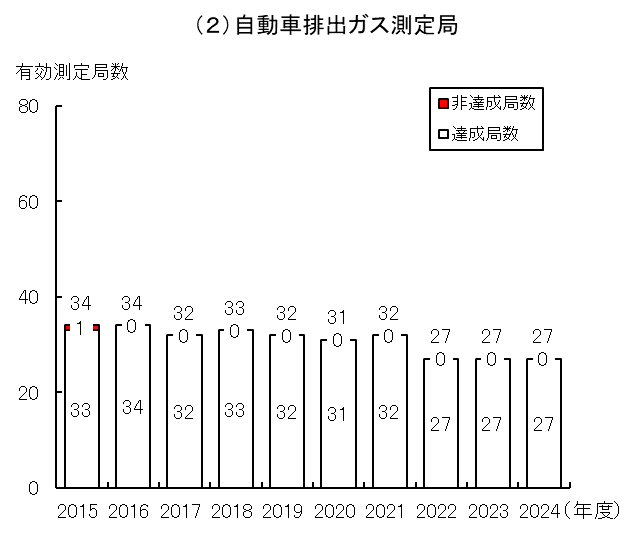 （２）自動車排出ガス測定局
有効測定局数
非達成局数
達成局数
80
60
40
20
0
34 34 32 33 32 31 32 27 27 27
1 0 0 0 0 0 0 0 0 0
33 34 32 33 32 31 32 27 27 27
2015 2016 2017 2018 2019 2020 2021 2022 2023 2024（年度）